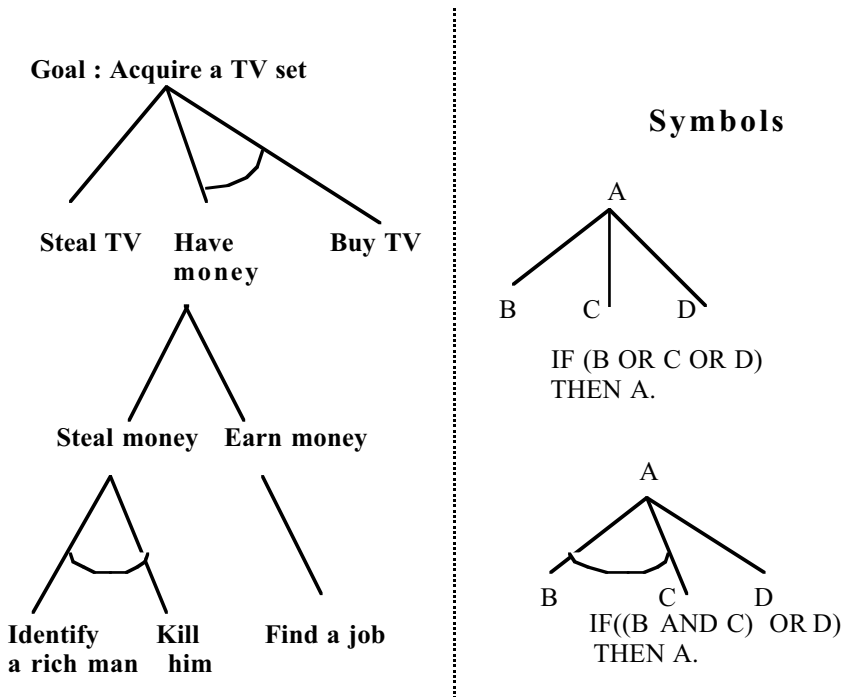 Goal : Acquire a TV set
Steal TV
Have
money
Buy TV
Steal money
Earn money
Identify
a rich man
Kill
him
Find a job
Symbols
A
B
C
D
IF (B OR C OR D)
THEN A.
A
B
C
D
IF((B AND C) OR D)
THEN A.